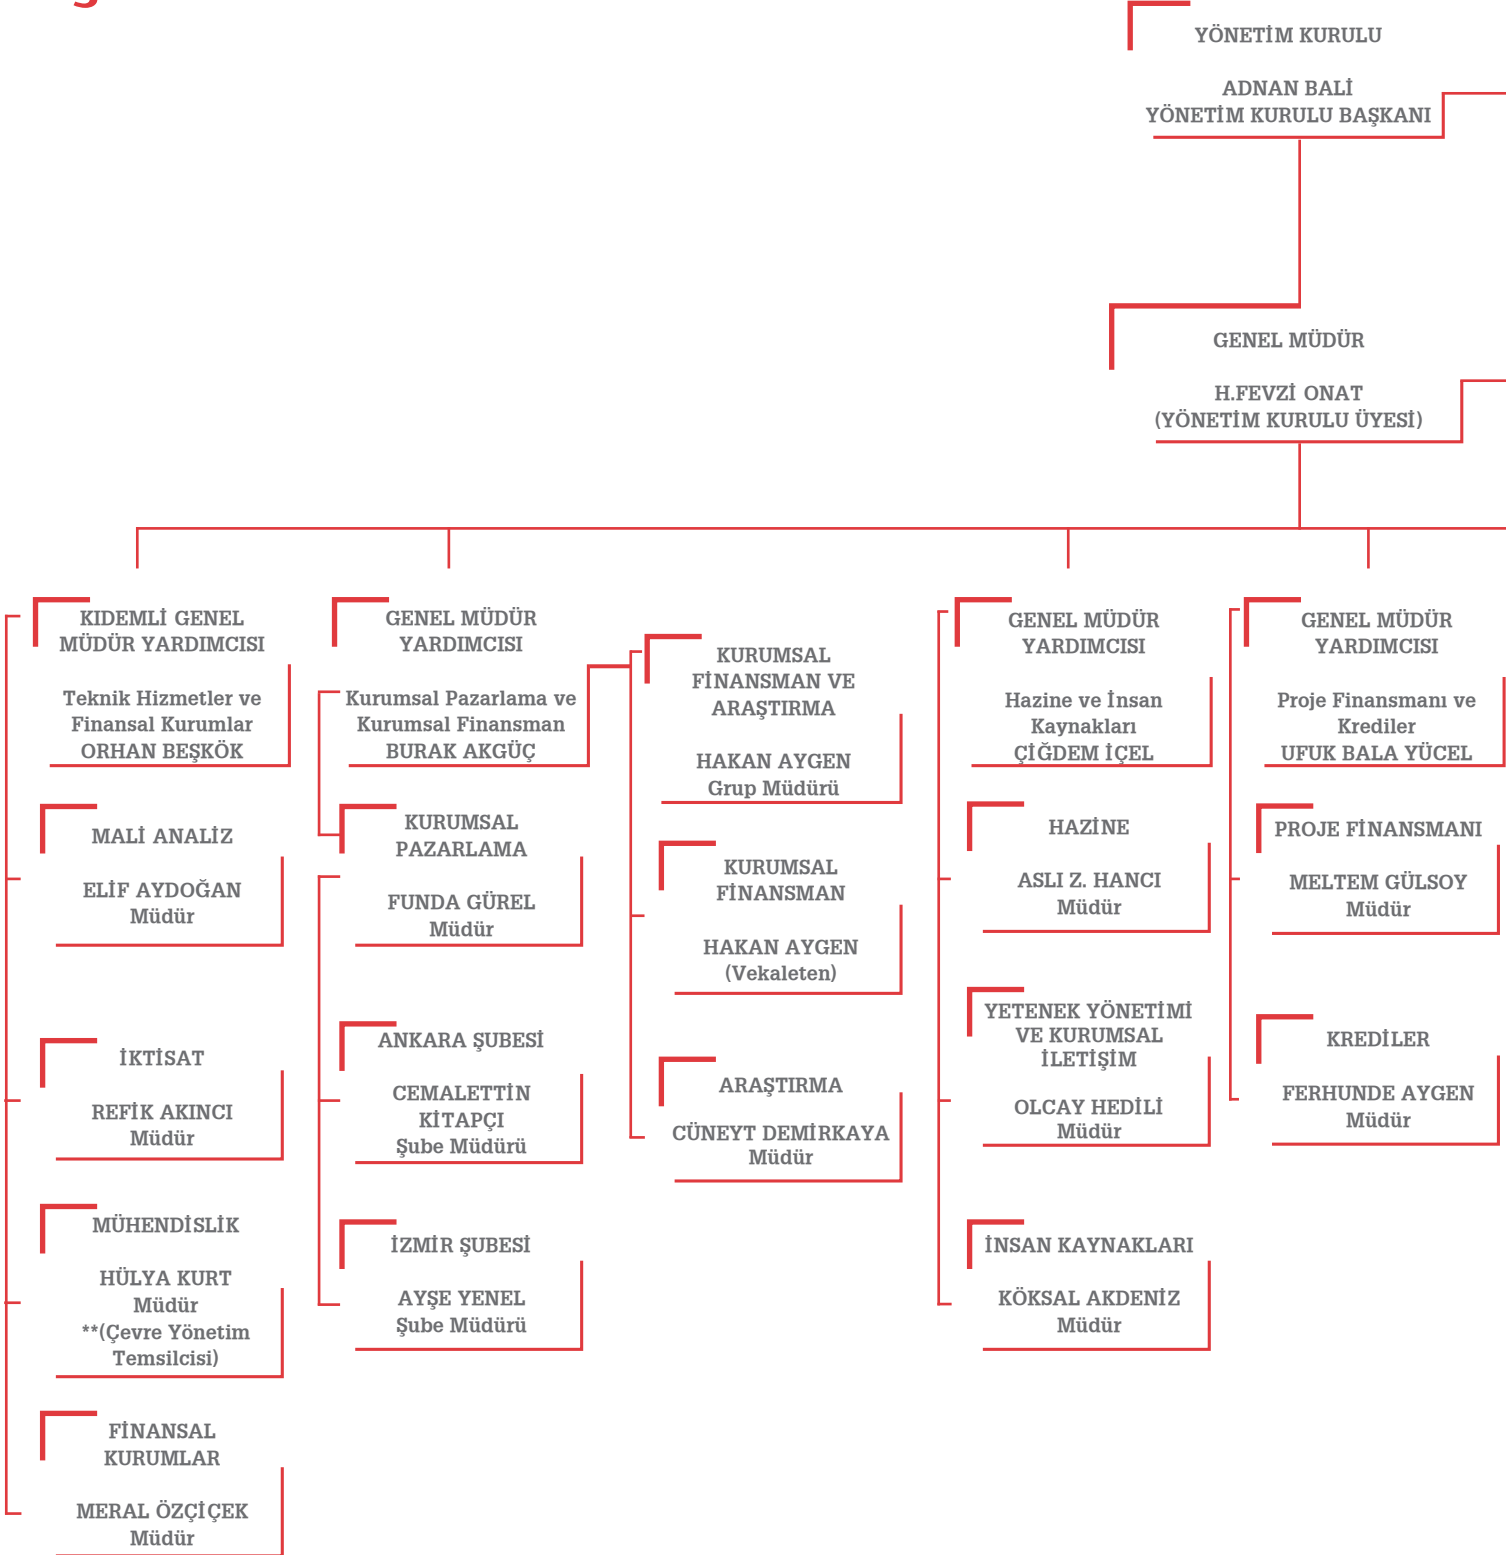 YÖNETİM KURULU
ADNAN BALİ
YÖNETİM KURULU BAŞKANI
GENEL MÜDÜR
H.FEVZİ ONAT
(YÖNETİM KURULU ÜYESİ)
KIDEMLİ GENEL
MÜDÜR YARDIMCISI
Teknik Hizmetler ve
Finansal Kurumlar
ORHAN BEŞKÖK
MALİ ANALİZ
ELİF AYDOĞAN
Müdür
İKTİSAT
REFİK AKINCI
Müdür
MÜHENDİSLİK
HÜLYA KURT
Müdür
**(Çevre Yönetim
Temsilcisi)
FİNANSAL
KURUMLAR
MERAL ÖZÇİÇEK
Müdür
GENEL MÜDÜR
YARDIMCISI
Kurumsal Pazarlama ve
Kurumsal Finansman
BURAK AKGÜÇ
KURUMSAL
PAZARLAMA
FUNDA GÜREL
Müdür
ANKARA ŞUBESİ
CEMALETTİN
KİTAPÇI
Şube Müdürü
İZMİR ŞUBESİ
AYŞE YENEL
Şube Müdürü
KURUMSAL
FİNANSMAN VE
ARAŞTIRMA
HAKAN AYGEN
Grup Müdürü
KURUMSAL
FİNANSMAN
HAKAN AYGEN
(Vekaleten)
ARAŞTIRMA
CÜNEYT DEMİRKAYA
Müdür
GENEL MÜDÜR
YARDIMCISI
Hazine ve İnsan
Kaynakları
ÇİĞDEM İÇEL
HAZİNE
ASLI Z. HANCI
Müdür
YETENEK YÖNETİMİ
VE KURUMSAL
İLETİŞİM
OLCAY HEDİLİ
Müdür
İNSAN KAYNAKLARI
KÖKSAL AKDENİZ
Müdür
GENEL MÜDÜR
YARDIMCISI
Proje Finansmanı ve
Krediler
UFUK BALA YÜCEL
PROJE FİNANSMANI
MELTEM GÜLSOY
Müdür
KREDİLER
FERHUNDE AYGEN
Müdür